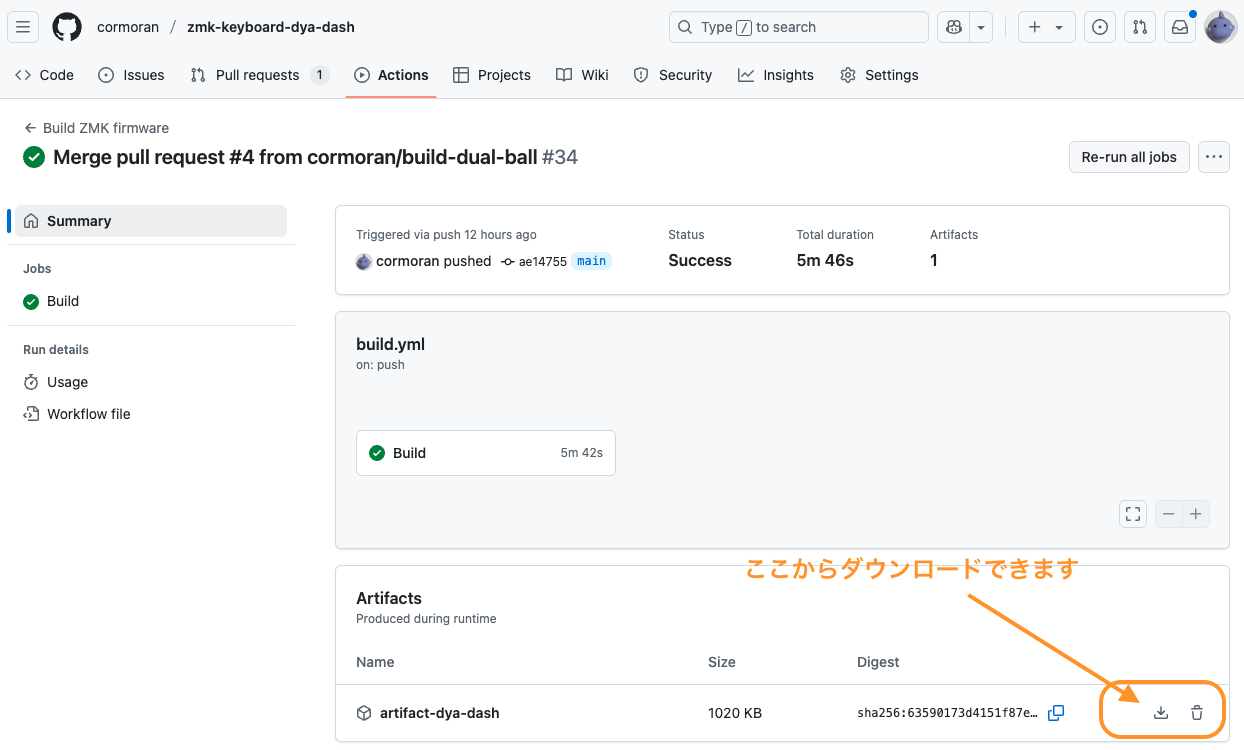 cormoran / zmk-keyboard-dya-dash
Type / to search
Code
Issues
Pull requests 1
Actions
Projects
Wiki
Security
Insights
Settings
Build ZMK firmware
Merge pull request #4 from cormoran/build-dual-ball #34
Re-run all jobs
Summary
Jobs
Build
Run details
Usage
Workflow file
Triggered via push 12 hours ago
cormoran pushed ae14755 main
Status
Success
Total duration
5m 46s
Artifacts
1
build.yml
on: push
Build 5m 42s
ここからダウンロードできます
Artifacts
Produced during runtime
Name Size Digest
artifact-dya-dash 1020 KB sha256:63590173d4151f87e…